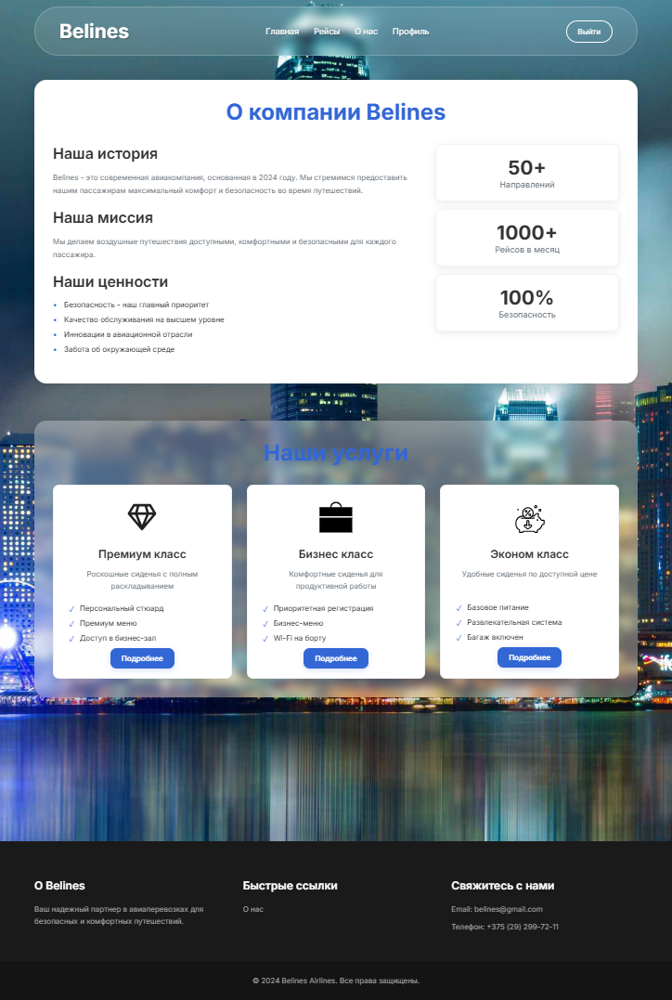 Belines
Главная Рейсы О нас Профиль
Выйти
О компании Belines
Наша история
Belines - это современная авиакомпания, основанная в 2024 году. Мы стремимся предоставить
нашим пассажирам максимальный комфорт и безопасность во время путешествий.
Наша миссия
Мы делаем воздушные путешествия доступными, комфортными и безопасными для каждого
пассажира.
Наши ценности
• Безопасность - наш главный приоритет
• Качество обслуживания на высшем уровне
• Инновации в авиационной отрасли
• Забота об окружающей среде
50+
Направлений
1000+
Рейсов в месяц
100%
Безопасность
Наши услуги
Премиум класс
Роскошные сиденья с полным
раскладыванием
✓ Персональный стюард
✓ Премиум меню
✓ Доступ в бизнес-зал
Подробнее
Бизнес класс
Комфортные сиденья для
продуктивной работы
✓ Приоритетная регистрация
✓ Бизнес-меню
✓ Wi-Fi на борту
Подробнее
Эконом класс
Удобные сиденья по доступной цене
✓ Базовое питание
✓ Развлекательная система
✓ Багаж включен
Подробнее
О Belines
Ваш надежный партнер в авиаперевозках для
безопасных и комфортных путешествий.
Быстрые ссылки
О нас
Свяжитесь с нами
Email: belines@gmail.com
Телефон: +375 (29) 299-72-11
© 2024 Belines Airlines. Все права защищены.